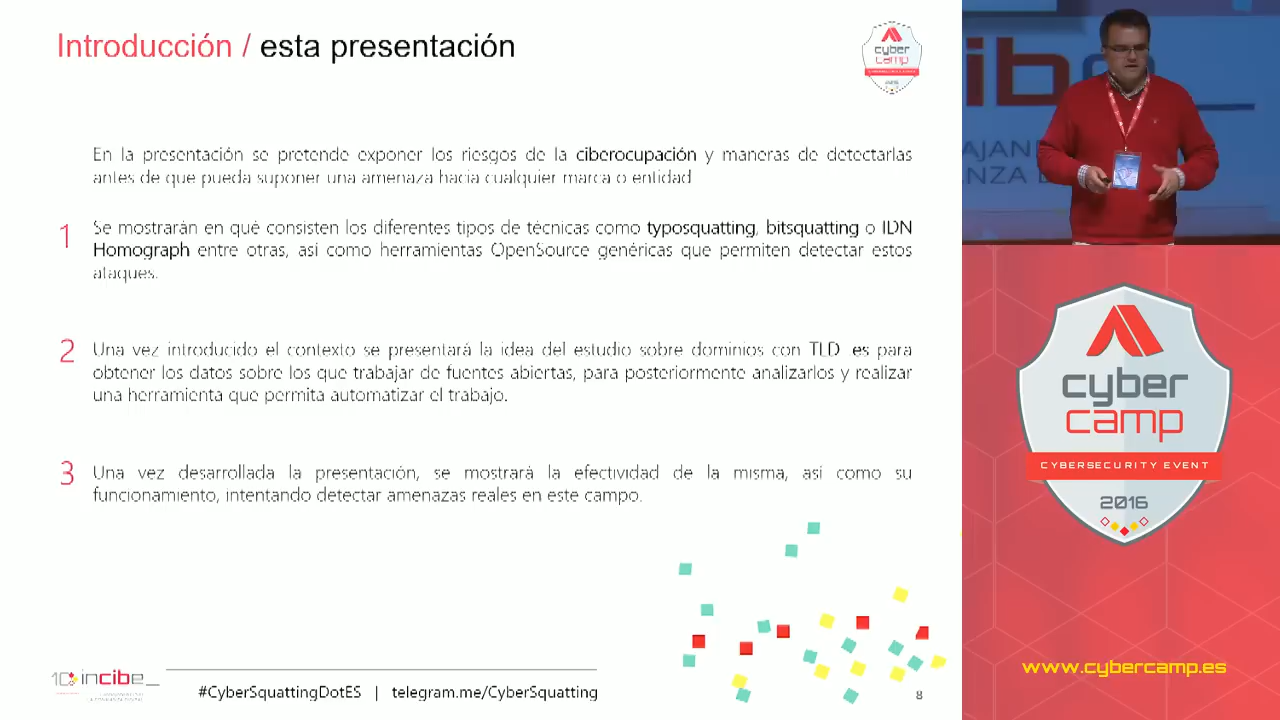 Introducción / esta presentación
cyber
camp
CYBERSECURITY EVENT
En la presentación se pretende exponer los riesgos de la ciberocupación y maneras de detectarlas
antes de que pueda suponer una amenaza hacia cualquier marca o entidad
1
Se mostrarán en qué consisten los diferentes tipos de técnicas como typosquatting, bitsquatting o IDN
Homograph entre otras, así como herramientas OpenSource genéricas que permiten detectar estos
ataques.
2
Una vez introducido el contexto se presentará la idea del estudio sobre dominios con TLD es para
obtener los datos sobre los que trabajar de fuentes abiertas, para posteriormente analizarlos y realizar
una herramienta que permita automatizar el trabajo.
3
Una vez desarrollada la presentación, se mostrará la efectividad de la misma, así como su
funcionamiento, intentando detectar amenazas reales en este campo.
incibe_
#CyberSquattingDotES | telegram.me/CyberSquatting
8
cyber
camp
CYBERSECURITY EVENT
2016
www.cybercamp.es